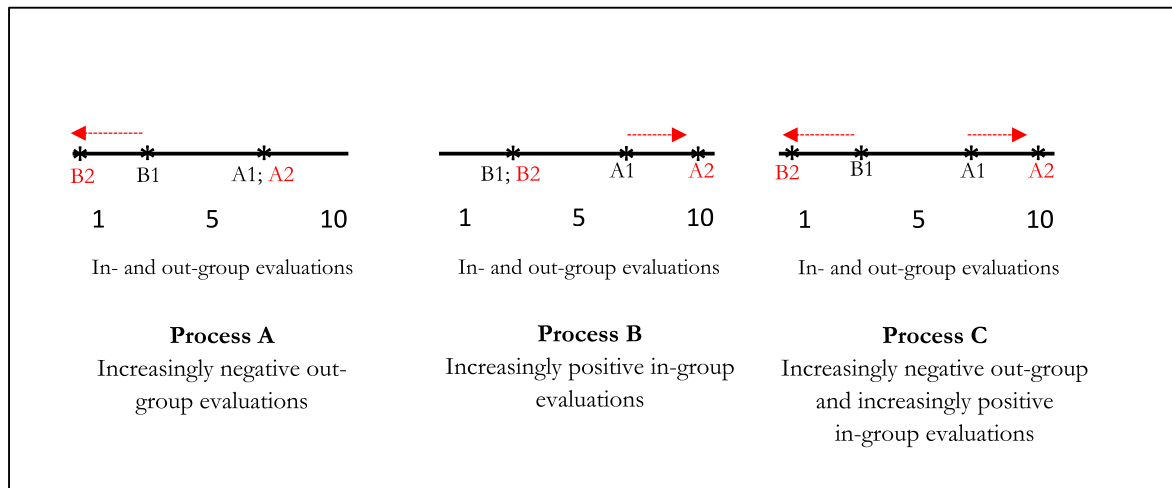 B2 B1 A1; A2
1 5 10
In- and out-group evaluations
Process A
Increasingly negative out-
group evaluations
B1; B2 A1 A2
1 5 10
In- and out-group evaluations
Process B
Increasingly positive in-group
evaluations
B2 B1 A1 A2
1 5 10
In- and out-group evaluations
Process C
Increasingly negative out-group
and increasingly positive
in-group evaluations